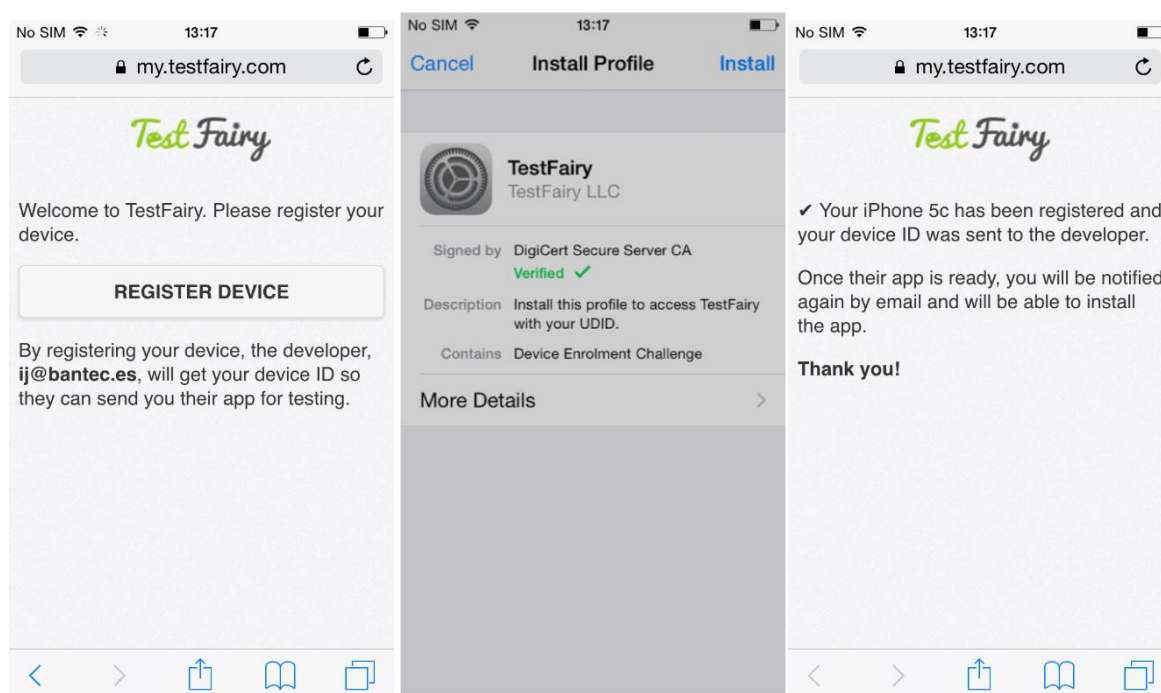 No SIM 13:17
my.testfairy.com
Test Fairy
Welcome to TestFairy. Please register your
device.
REGISTER DEVICE
By registering your device, the developer,
ij@bantec.es, will get your device ID so
they can send you their app for testing.
No SIM 13:17
Cancel Install Profile Install
TestFairy
TestFairy LLC
Signed by DigiCert Secure Server CA
Verified ✓
Description Install this profile to access TestFairy
with your UDID.
Contains Device Enrolment Challenge
More Details
No SIM 13:17
my.testfairy.com
Test Fairy
✔ Your iPhone 5c has been registered and
your device ID was sent to the developer.
Once their app is ready, you will be notified
again by email and will be able to install
the app.
Thank you!